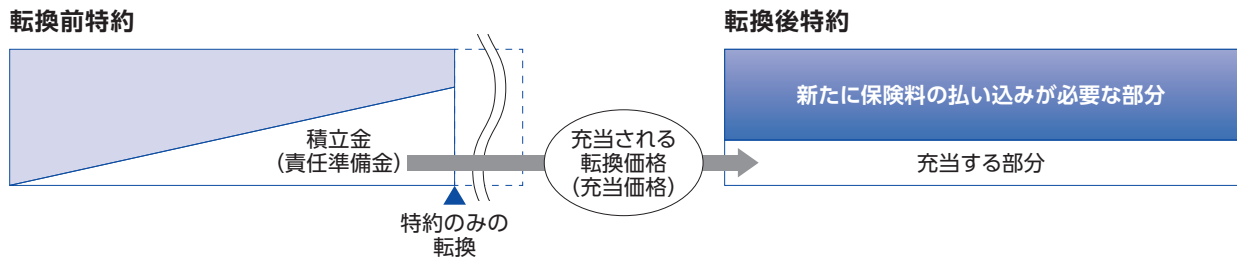 転換前特約
転換後特約
新たに保険料の払い込みが必要な部分
積立金
(責任準備金)
充当される
転換価格
(充当価格)
充当する部分
特約のみの
転換